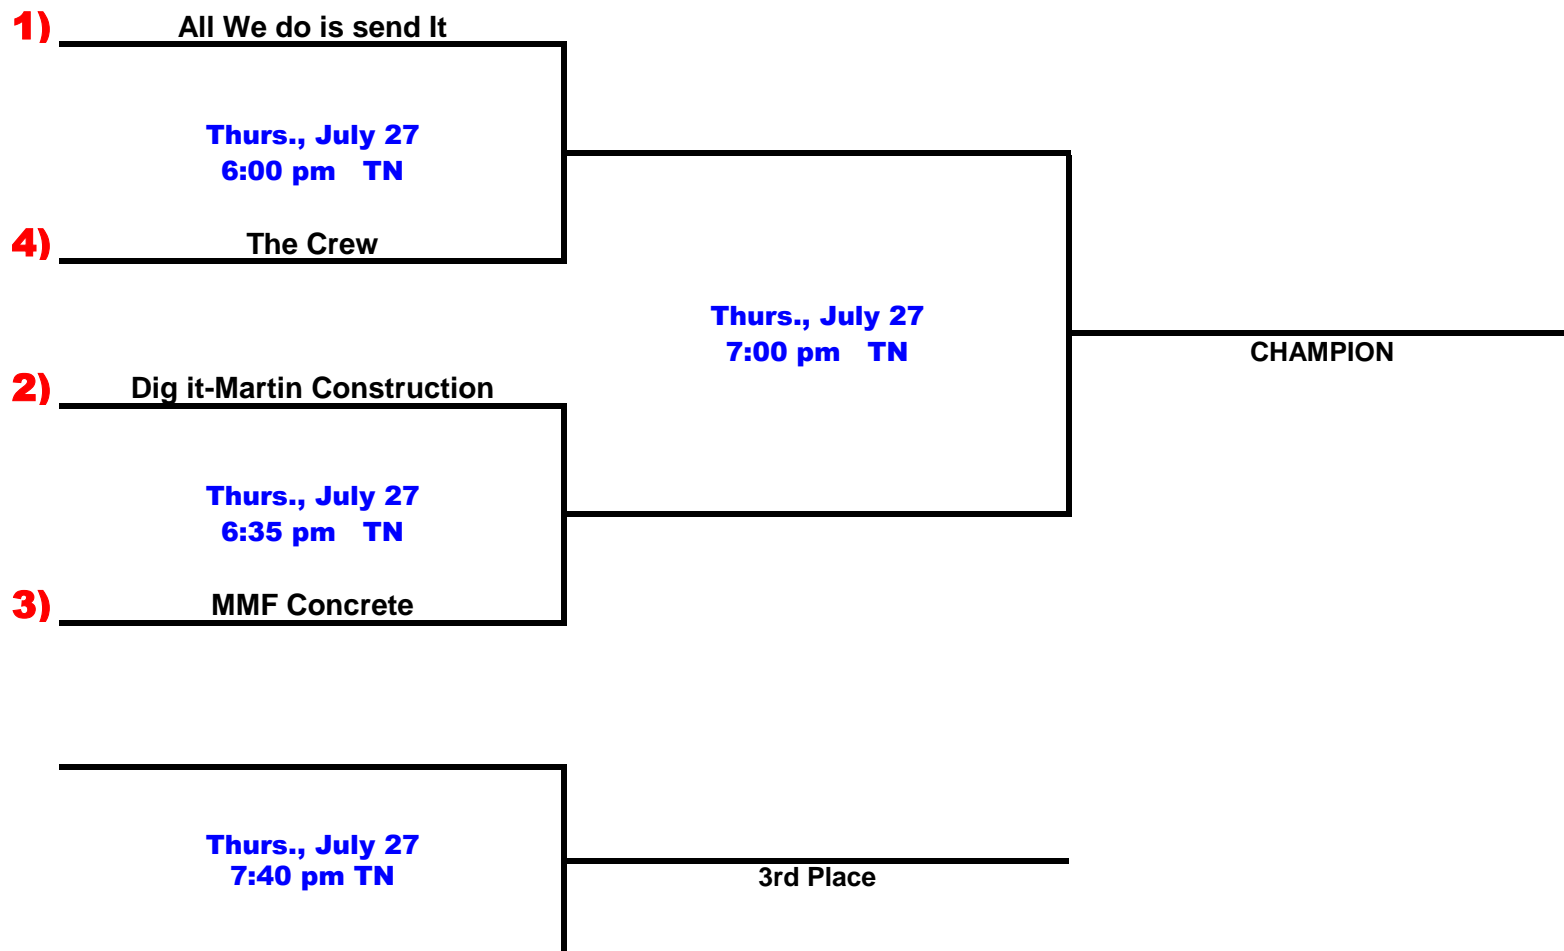 1) All We do is send It
Thurs., July 27
6:00 pm TN
4) The Crew
Thurs., July 27
7:00 pm TN
CHAMPION
2) Dig it-Martin Construction
Thurs., July 27
6:35 pm TN
3) MMF Concrete
Thurs., July 27
7:40 pm TN
3rd Place